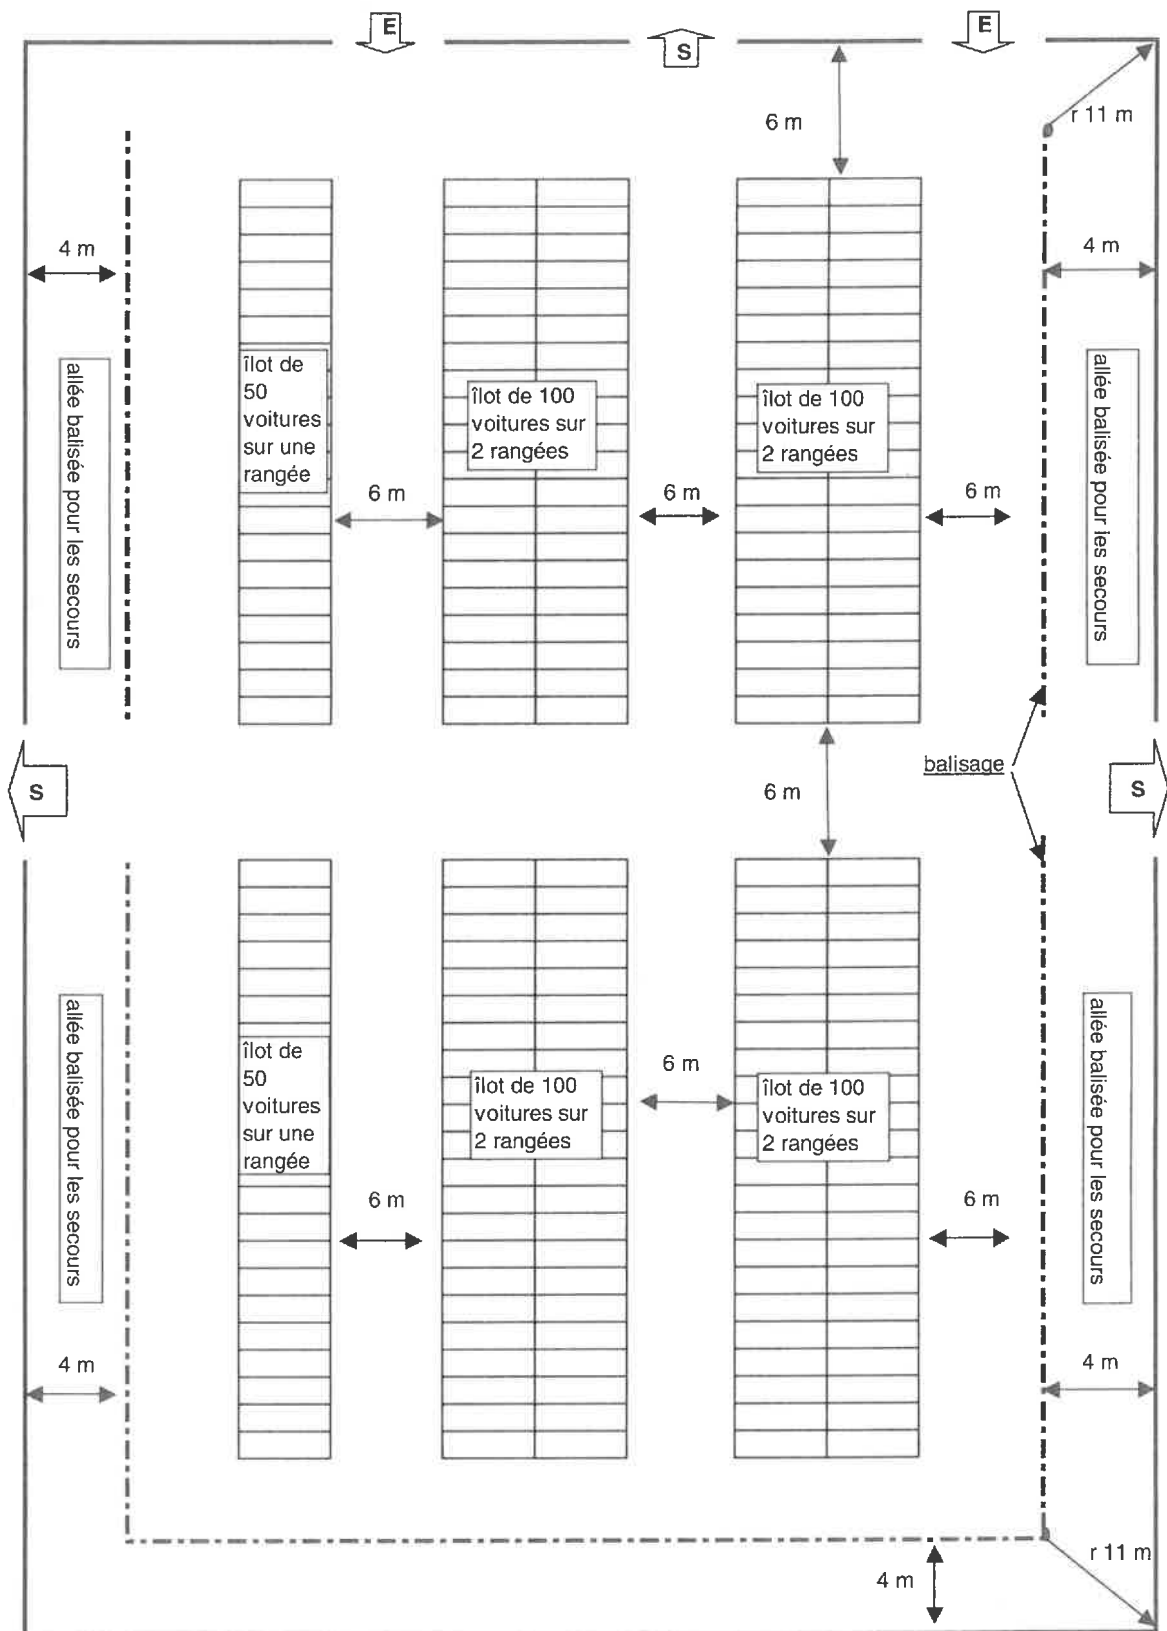 E
S
E
6 m
r 11 m
4 m
4 m
allée balisée pour les secours
îlot de
50
voitures
sur une
rangée
îlot de 100
voitures sur
2 rangées
îlot de 100
voitures sur
2 rangées
allée balisée pour les secours
6 m
6 m
6 m
S
6 m
balisage
S
allée balisée pour les secours
îlot de
50
voitures
sur une
rangée
îlot de 100
voitures sur
2 rangées
6 m
îlot de 100
voitures sur
2 rangées
allée balisée pour les secours
6 m
6 m
4 m
4 m
4 m
r 11 m